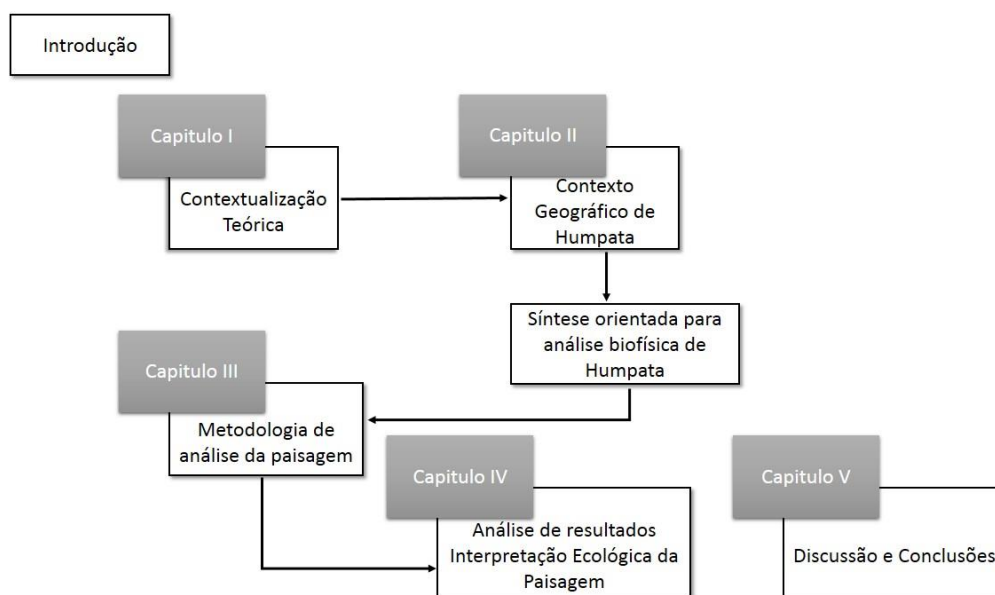 Introdução
Capitulo I
Contextualização
Teórica
Capitulo II
Contexto
Geográfico de
Humpata
Síntese orientada para
análise biofísica de
Humpata
Capitulo III
Metodologia de
análise da paisagem
Capitulo IV
Análise de resultados
Interpretação Ecológica da
Paisagem
Capitulo V
Discussão e Conclusões